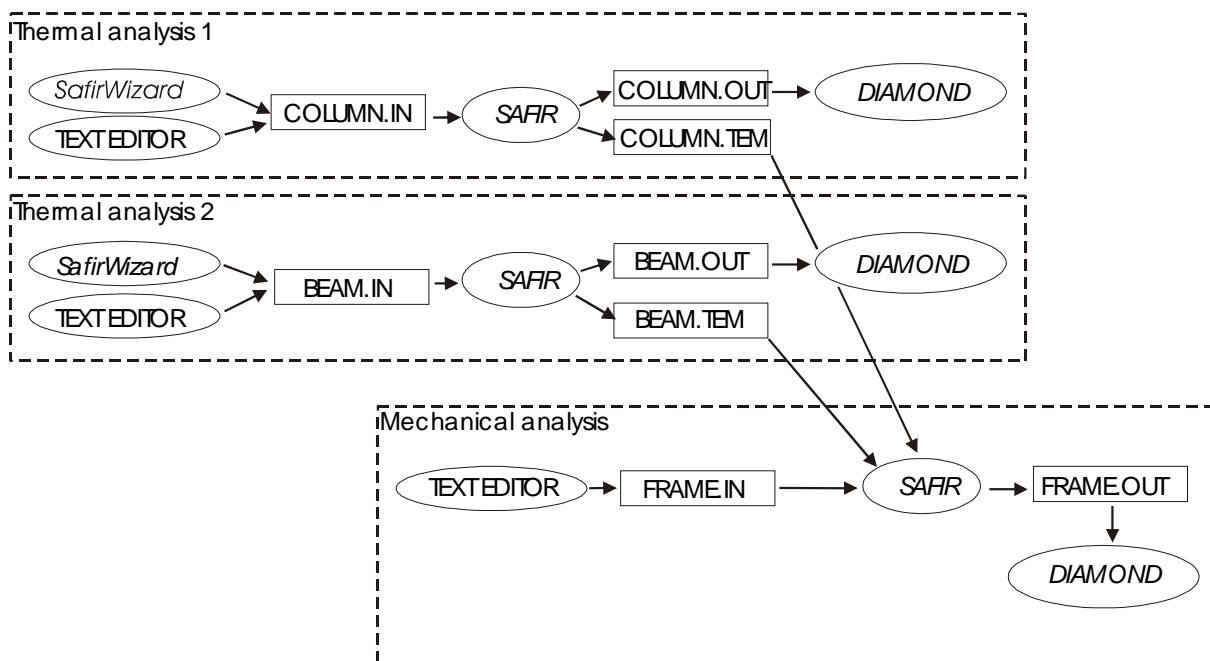 Thermal analysis 1
SafirWizard
TEXT EDITOR
COLUMN.IN
SAFIR
COLUMN.OUT
COLUMN.TEM
DIAMOND
Thermal analysis 2
SafirWizard
TEXT EDITOR
BEAM.IN
SAFIR
BEAM.OUT
BEAM.TEM
DIAMOND
Mechanical analysis
TEXT EDITOR
FRAME.IN
SAFIR
FRAME.OUT
DIAMOND